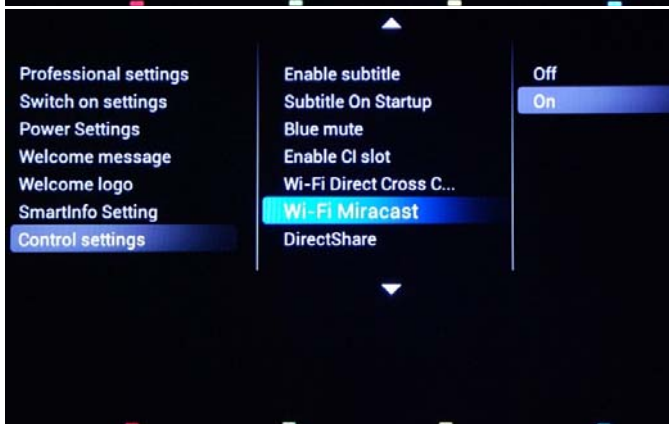 Professional settings
Switch on settings
Power Settings
Welcome message
Welcome logo
SmartInfo Setting
Control settings
Enable subtitle
Subtitle On Startup
Blue mute
Enable CI slot
Wi-Fi Direct Cross C...
Wi-Fi Miracast
DirectShare
Off
On